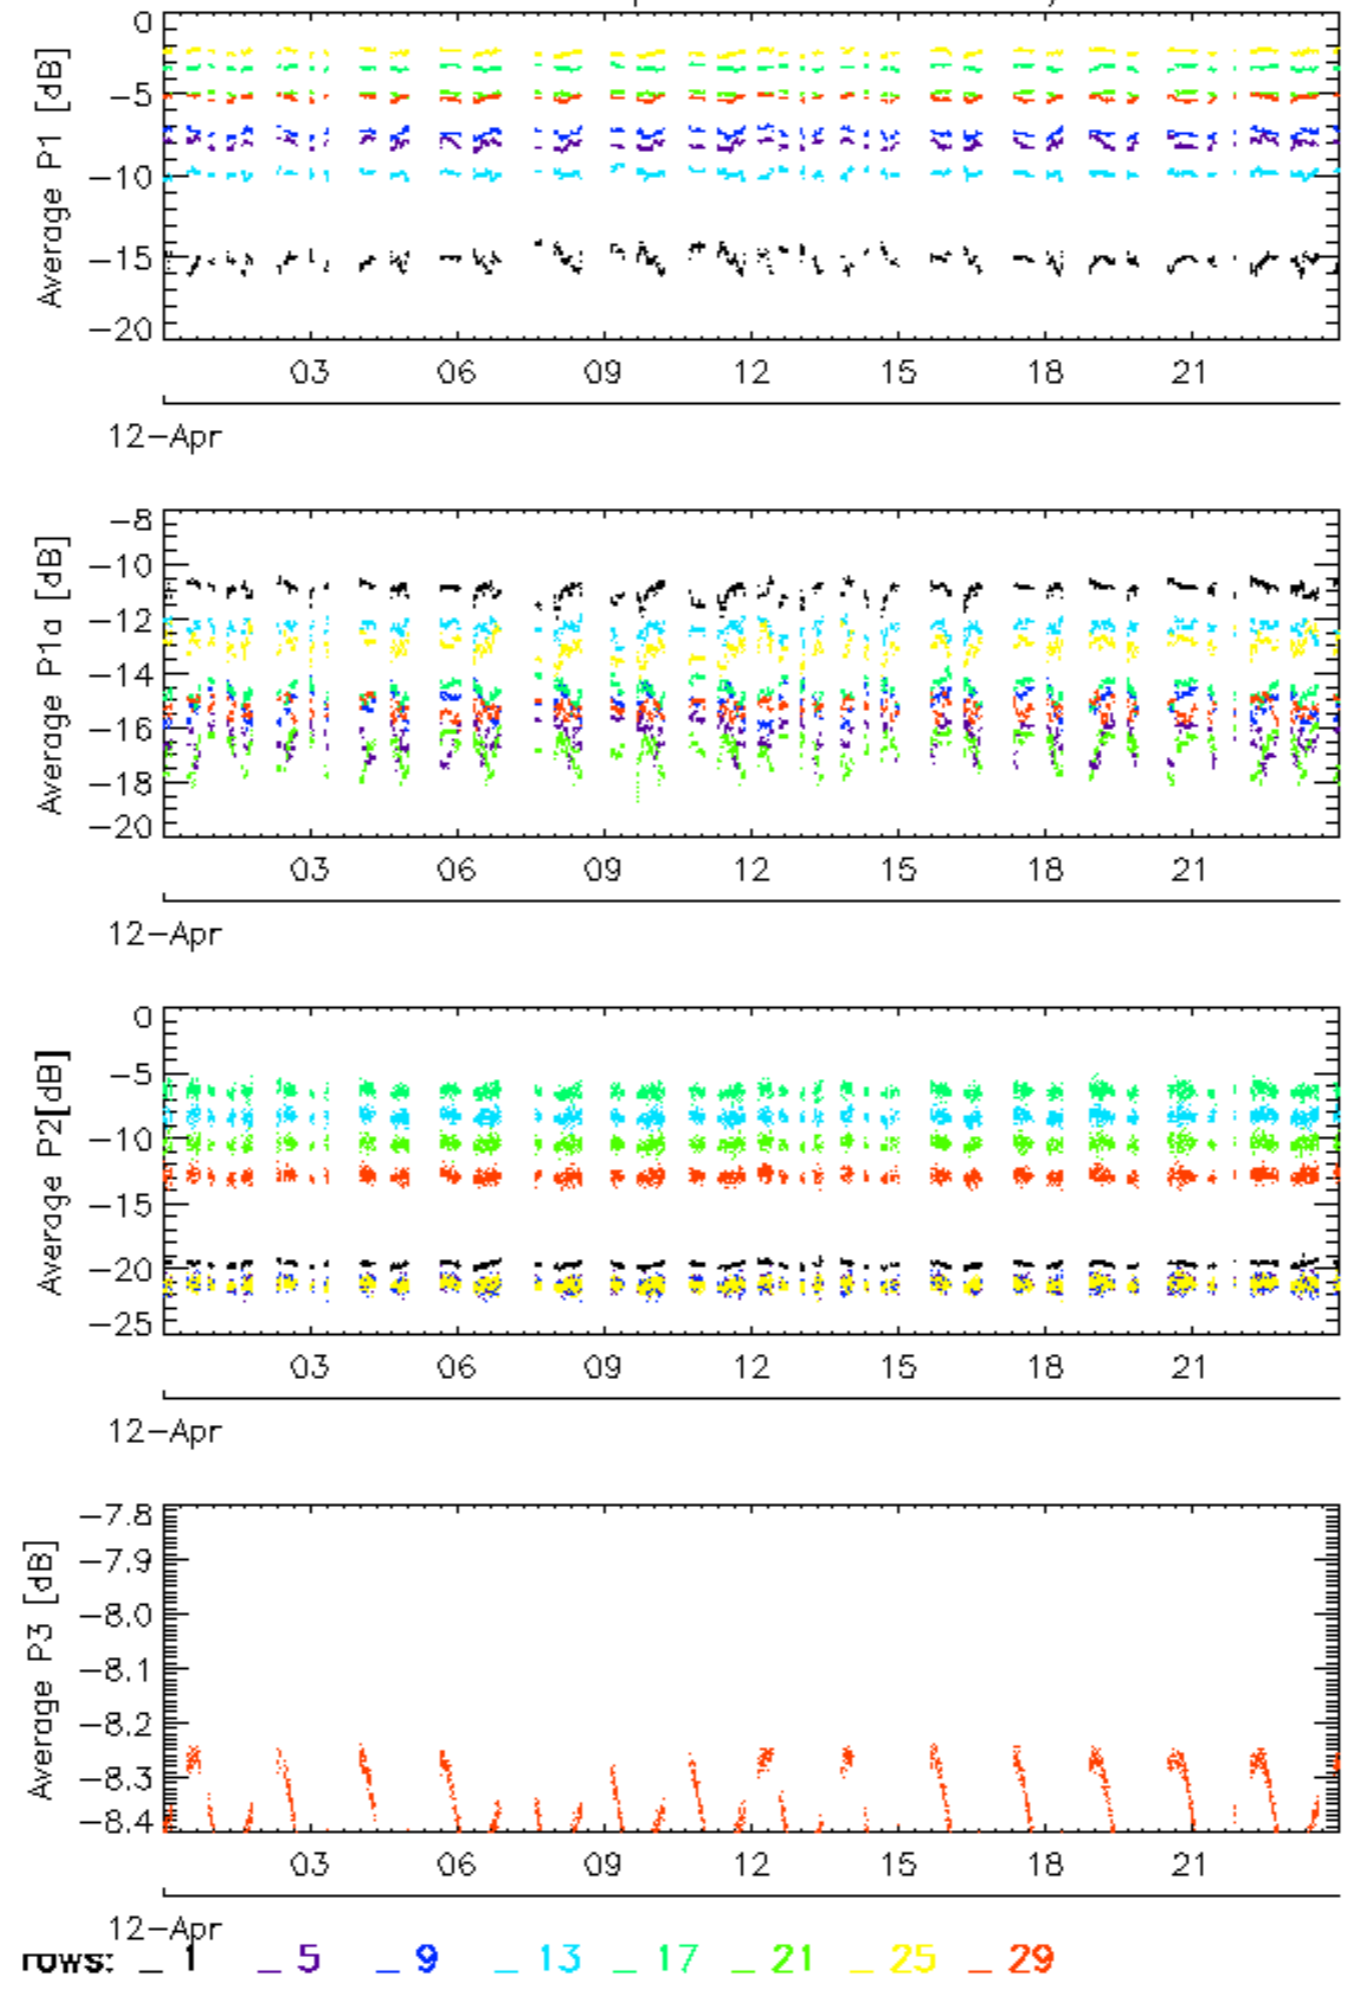 Average P1 [dB]
0
−5
−10
−15
−20
03 06 09 12 15 18 21
12−Apr
Average P1a [dB]
−8
−10
−12
−14
−16
−18
−20
03 06 09 12 15 18 21
12−Apr
Average P2[dB]
0
−5
−10
−15
−20
−25
03 06 09 12 15 18 21
12−Apr
Average P3 [dB]
−7.8
−7.9
−8.0
−8.1
−8.2
−8.3
−8.4
03 06 09 12 15 18 21
12−Apr
rows: _ 1 _ 5 _ 9 _ 13 _ 17 _ 21 _ 25 _ 29